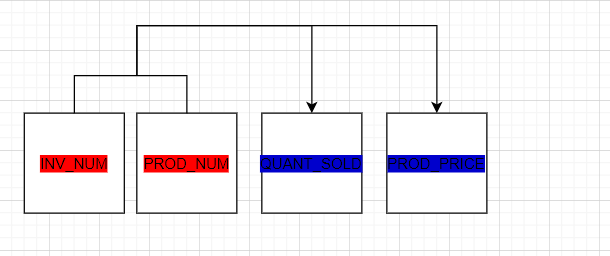 INV_NUM
PROD_NUM
QUANT_SOLD
PROD_PRICE